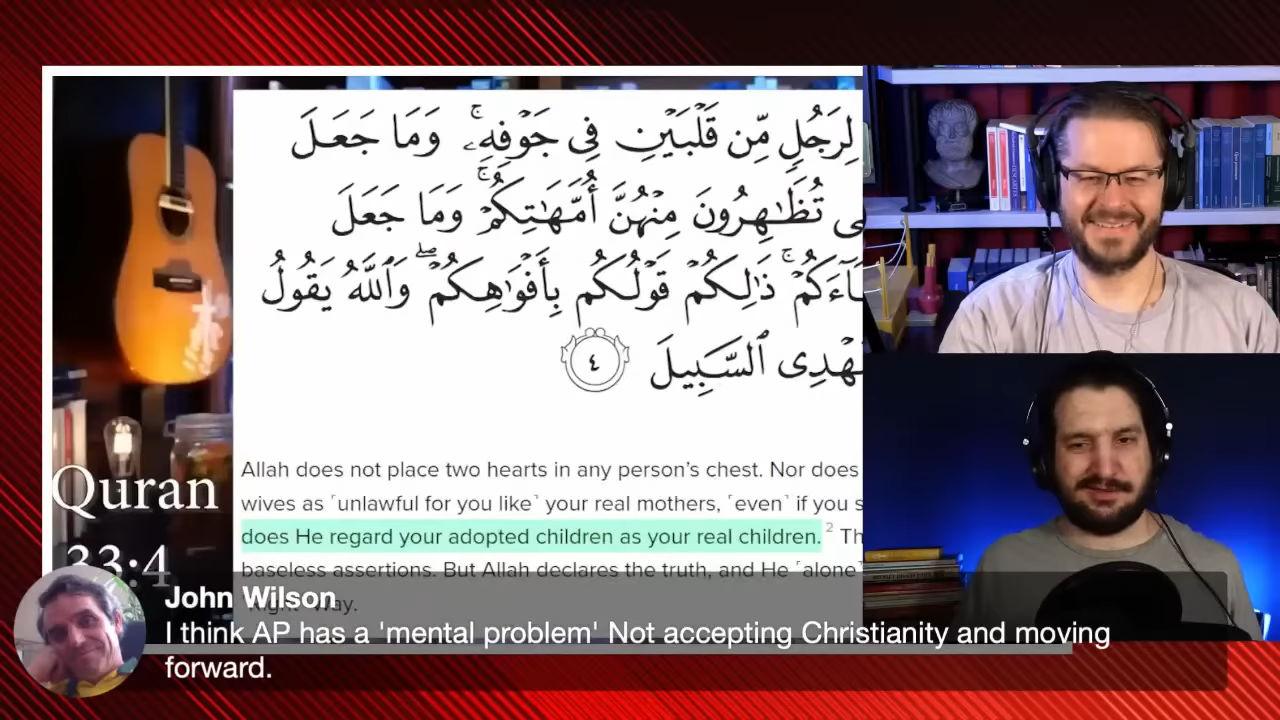 لِرَجُلٍ مِّن قَلْبَيْنِ فِى جَوْفِهِۦ ۚ وَمَا جَعَلَ
تُظَـٰهِرُونَ مِنْهُنَّ أُمَّهَـٰتِكُمْ ۚ وَمَا جَعَلَ
ذَٰلِكُمْ قَوْلُكُم بِأَفْوَٰهِكُمْ ۖ وَٱللَّهُ يَقُولُ
ٱلسَّبِيلَ ٤
Allah does not place two hearts in any person's chest. Nor does
wives as ˹unlawful for you like˺ your real mothers, ˹even˺ if you s
does He regard your adopted children as your real children.² Th
baseless assertions. But Allah declares the truth, and He ˹alone˺
Way.
Quran
33:4
John Wilson
I think AP has a 'mental problem' Not accepting Christianity and moving
forward.